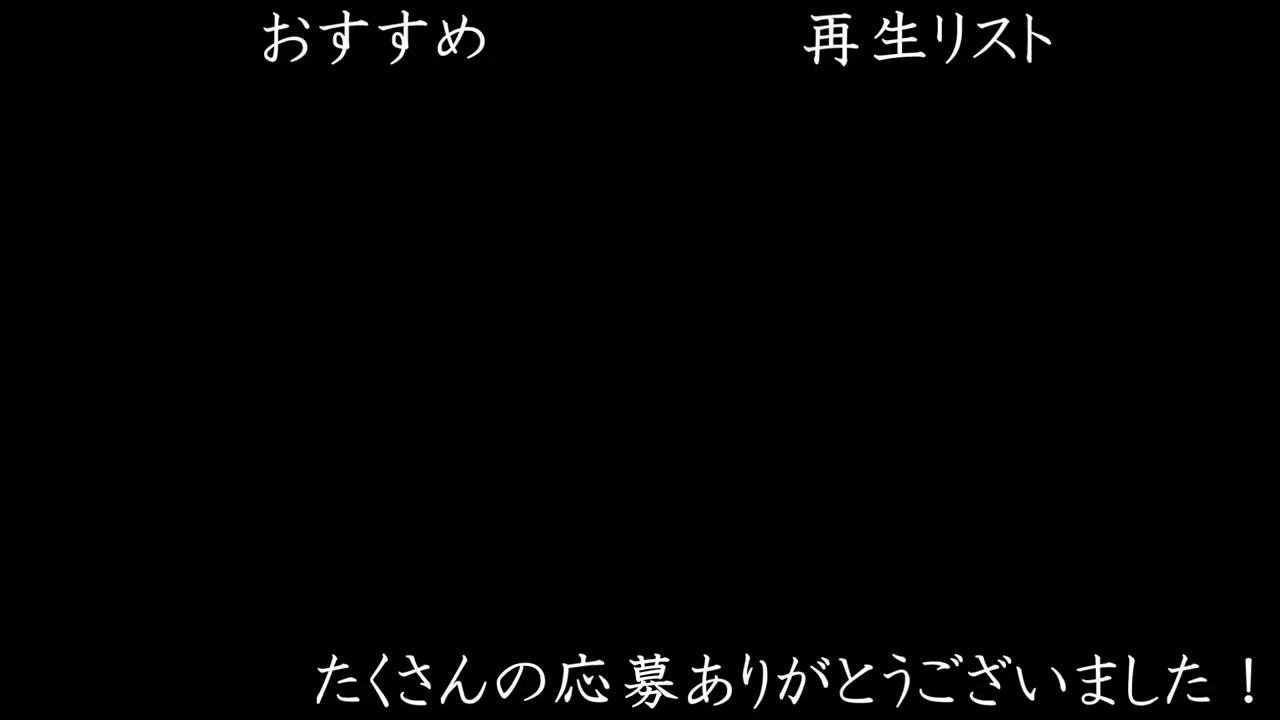 おすすめ
再生リスト
たくさんの応募ありがとうございました！